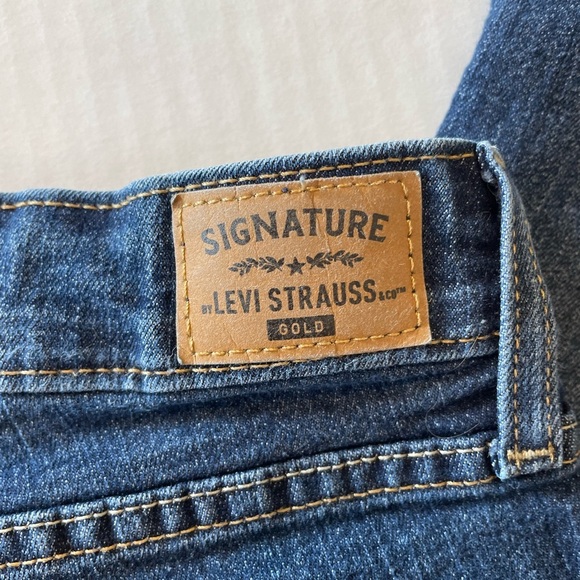 SIGNATURE
BY LEVI STRAUSS & CO™
GOLD